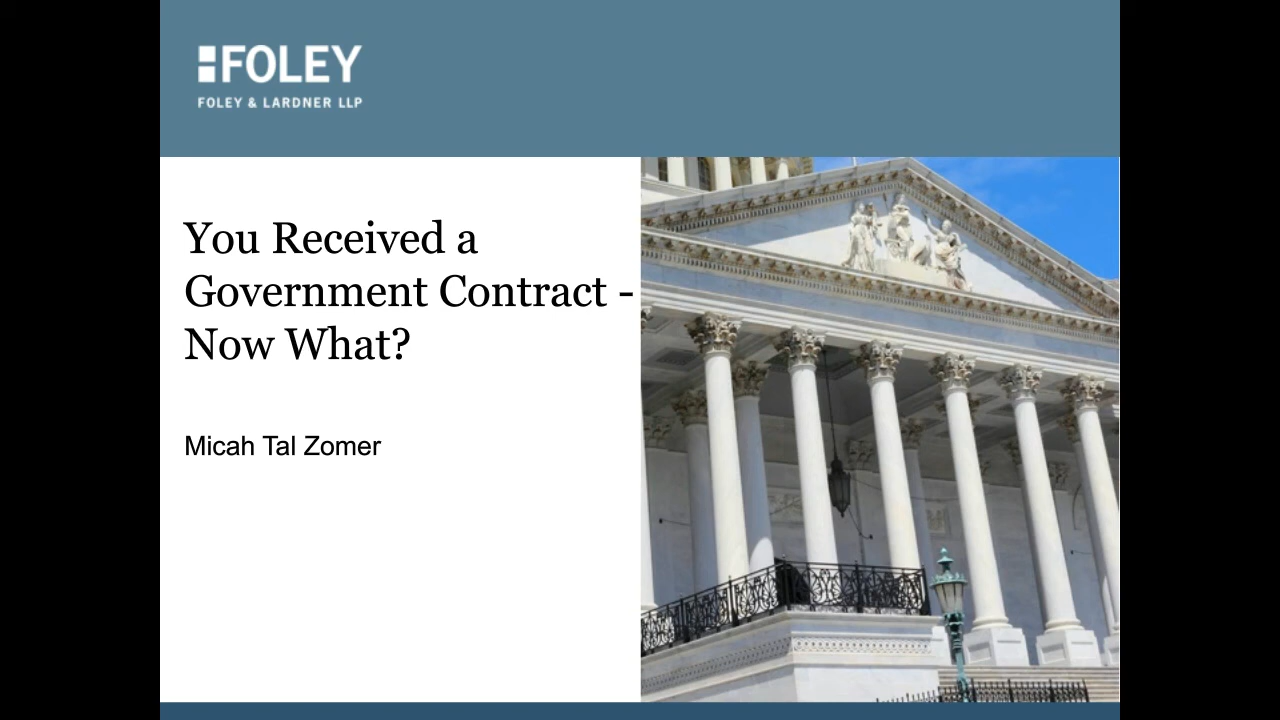 FOLEY
FOLEY & LARDNER LLP
You Received a
Government Contract -
Now What?
Micah Tal Zomer